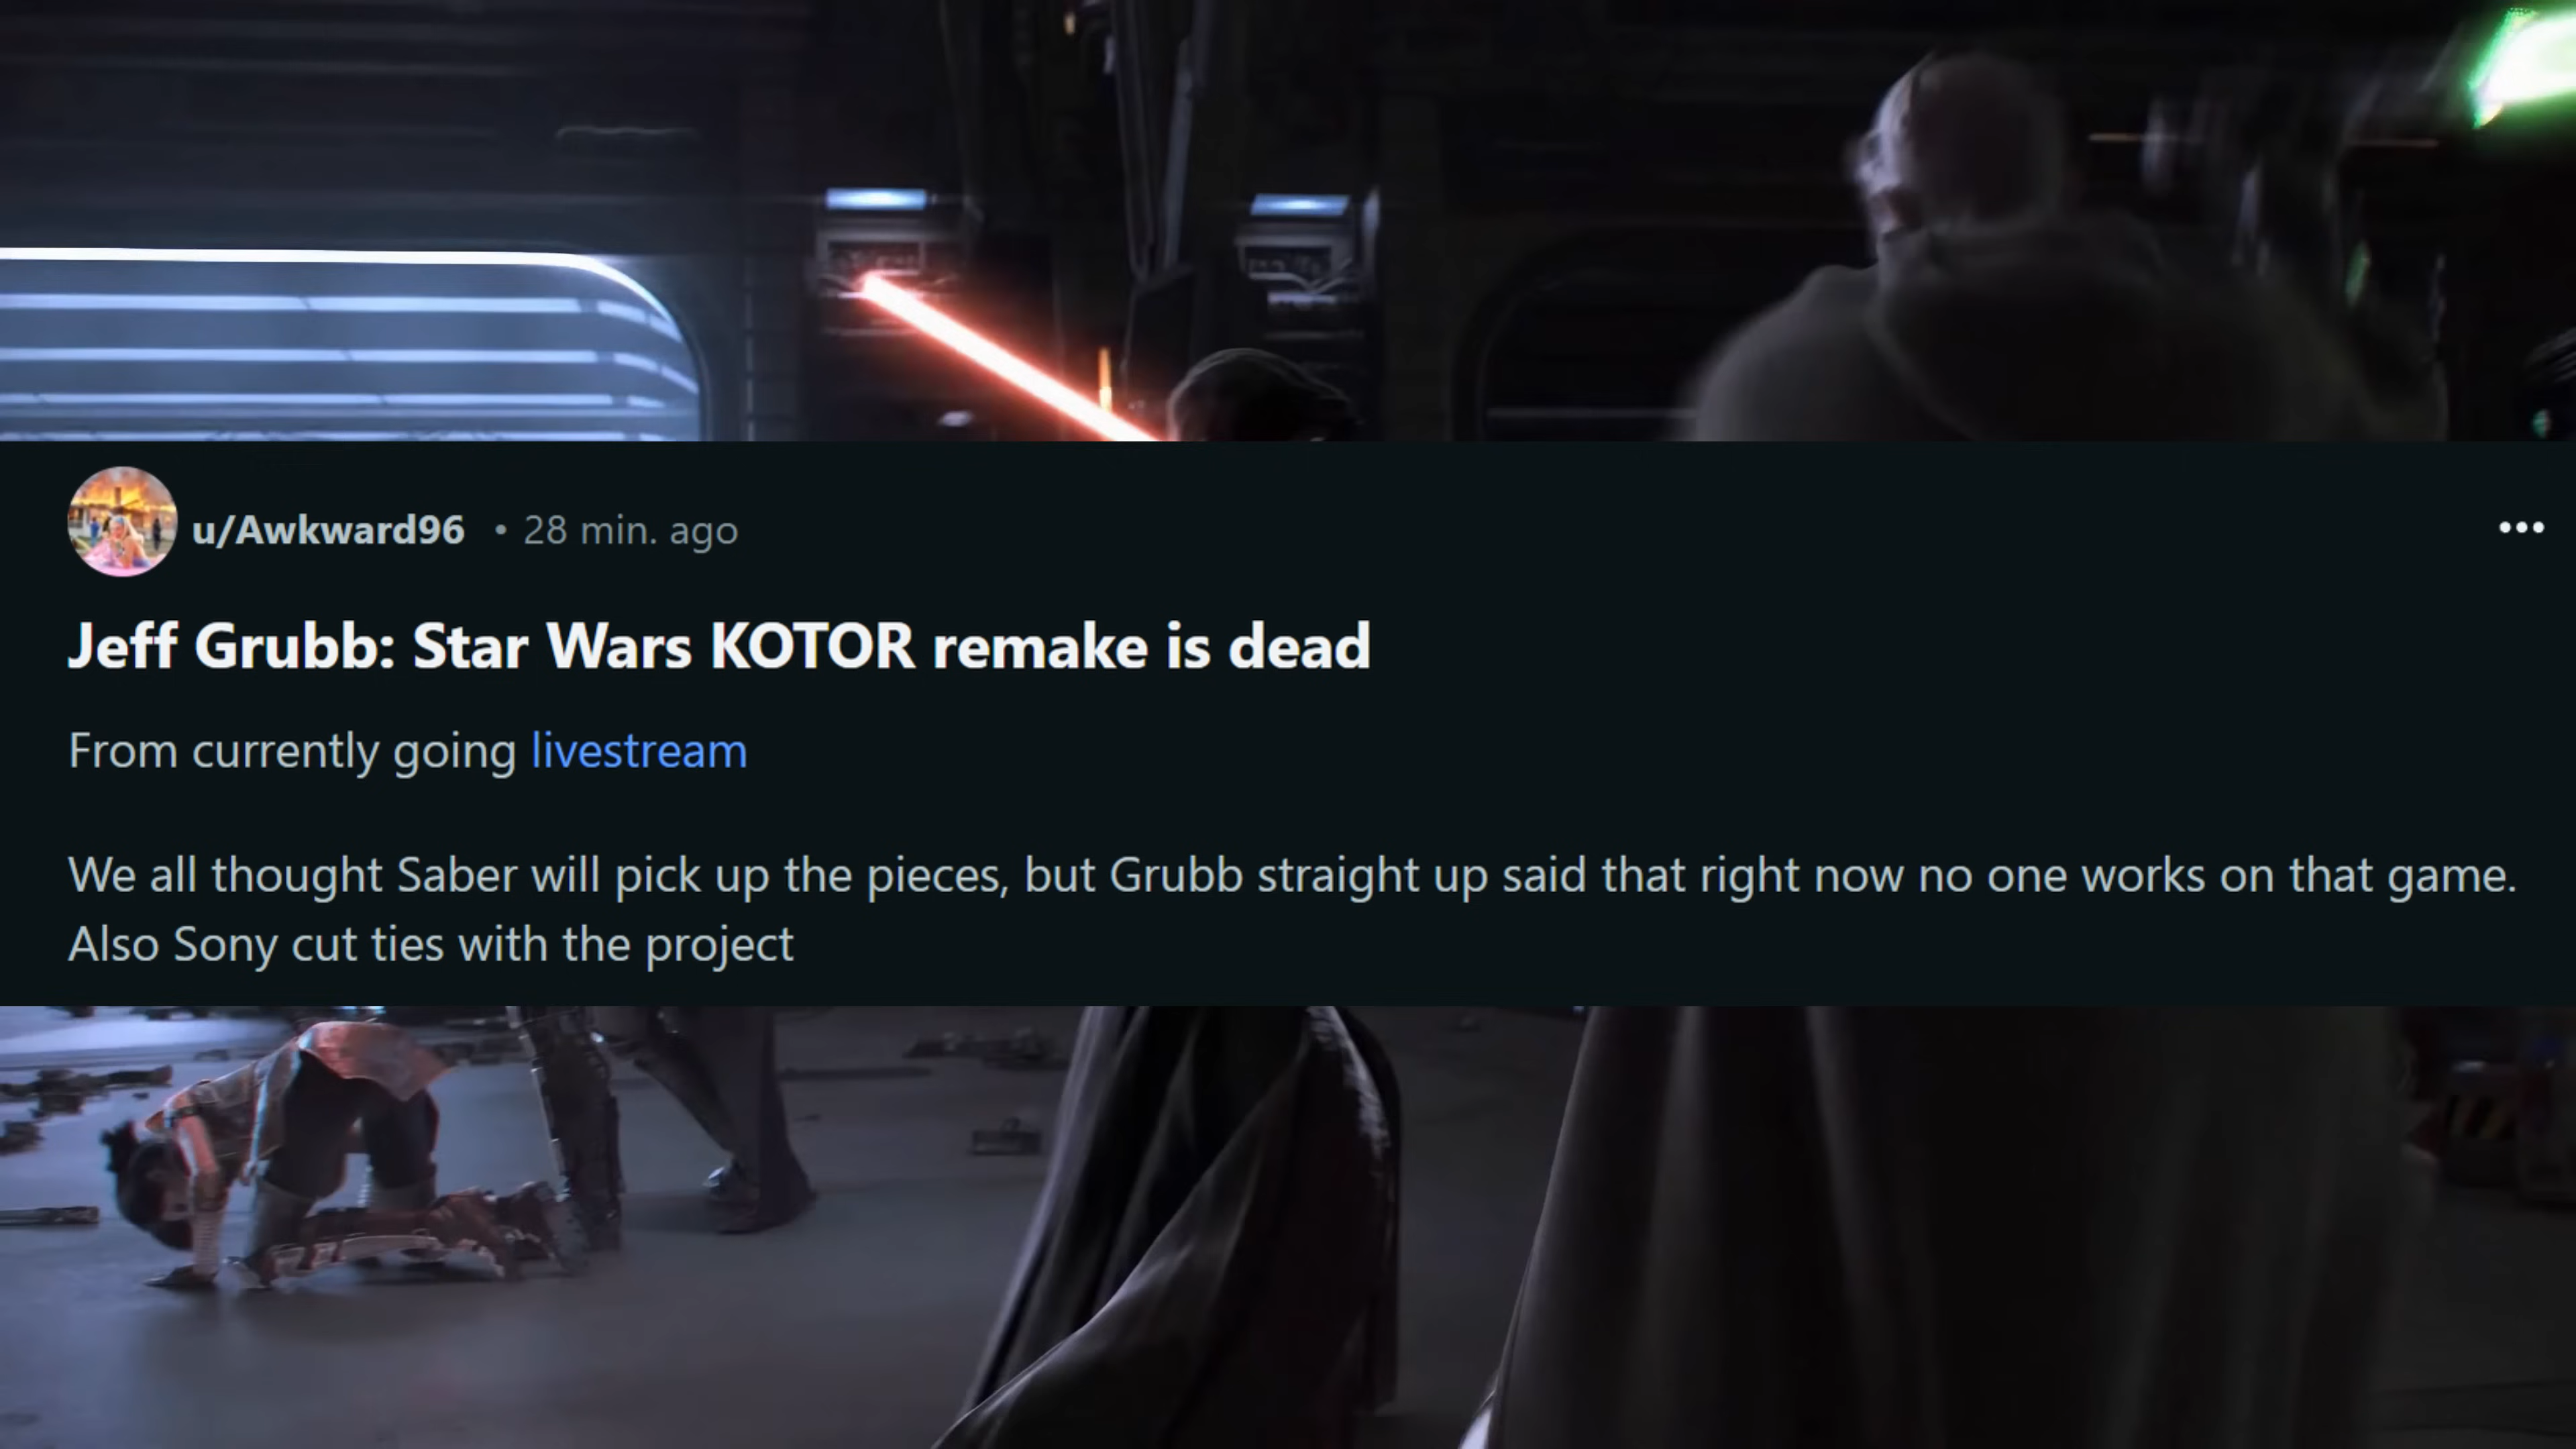 u/Awkward96 • 28 min. ago
Jeff Grubb: Star Wars KOTOR remake is dead
From currently going livestream
We all thought Saber will pick up the pieces, but Grubb straight up said that right now no one works on that game.
Also Sony cut ties with the project